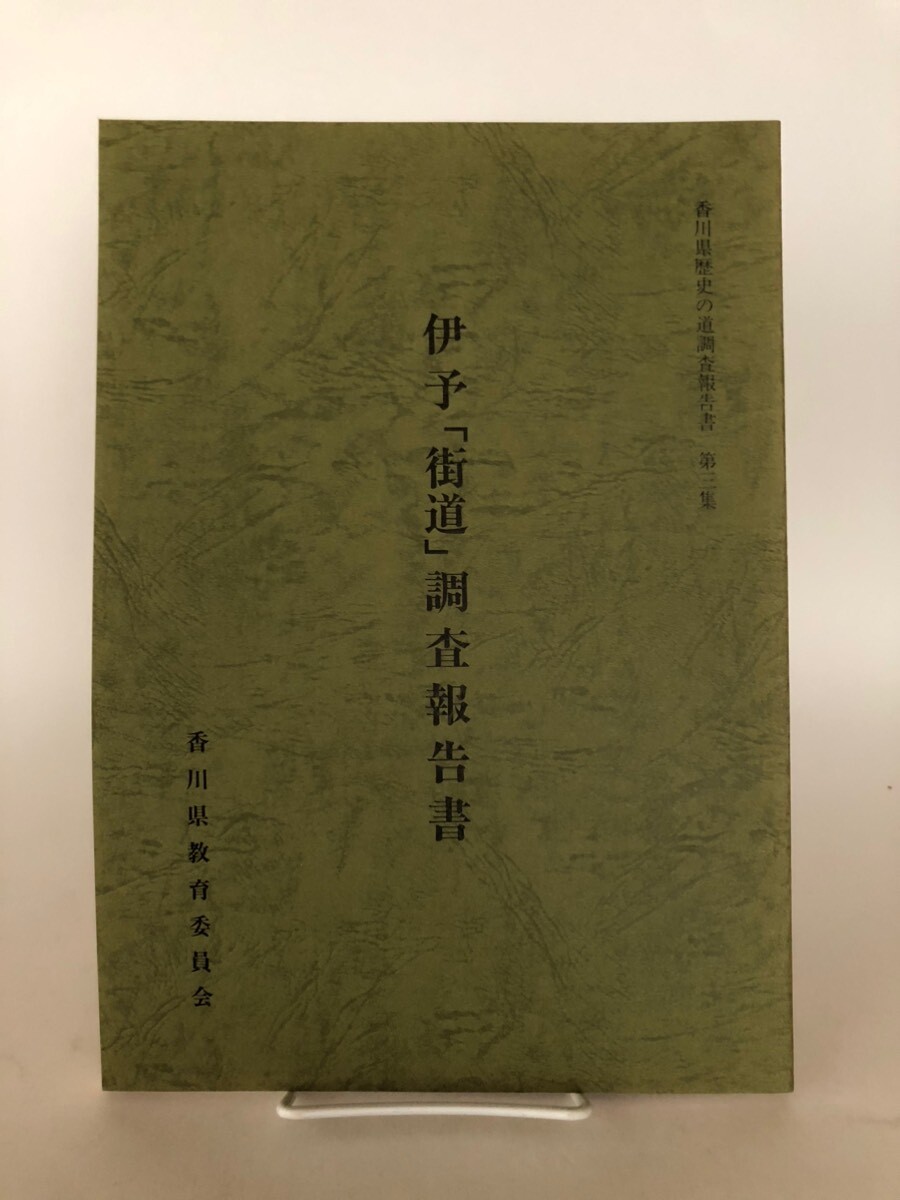 香川県歴史の道調査報告書　第三集
伊予「街道」調査報告書
香川県教育委員会